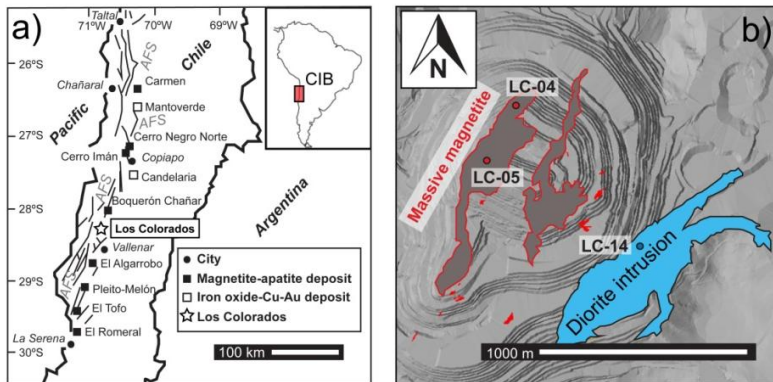 a)
71°W
70°W
69°W
Taltal
AFS
Chile
26°S
Chañaral
Carmen
CIB
Mantoverde
Pacific
AFS
27°S
Cerro Negro Norte
Cerro Imán
Copiapo
Candelaria
AFS
Boquerón Chañar
28°S
Argentina
Los Colorados
Vallenar
City
El Algarrobo
Magnetite-apatite deposit
29°S
Pleito-Melón
Iron oxide-Cu-Au deposit
AFS
El Tofo
Los Colorados
El Romeral
La Serena
100 km
30°S
b)
N
LC-04
Massive magnetite
LC-05
LC-14
Diorite intrusion
1000 m